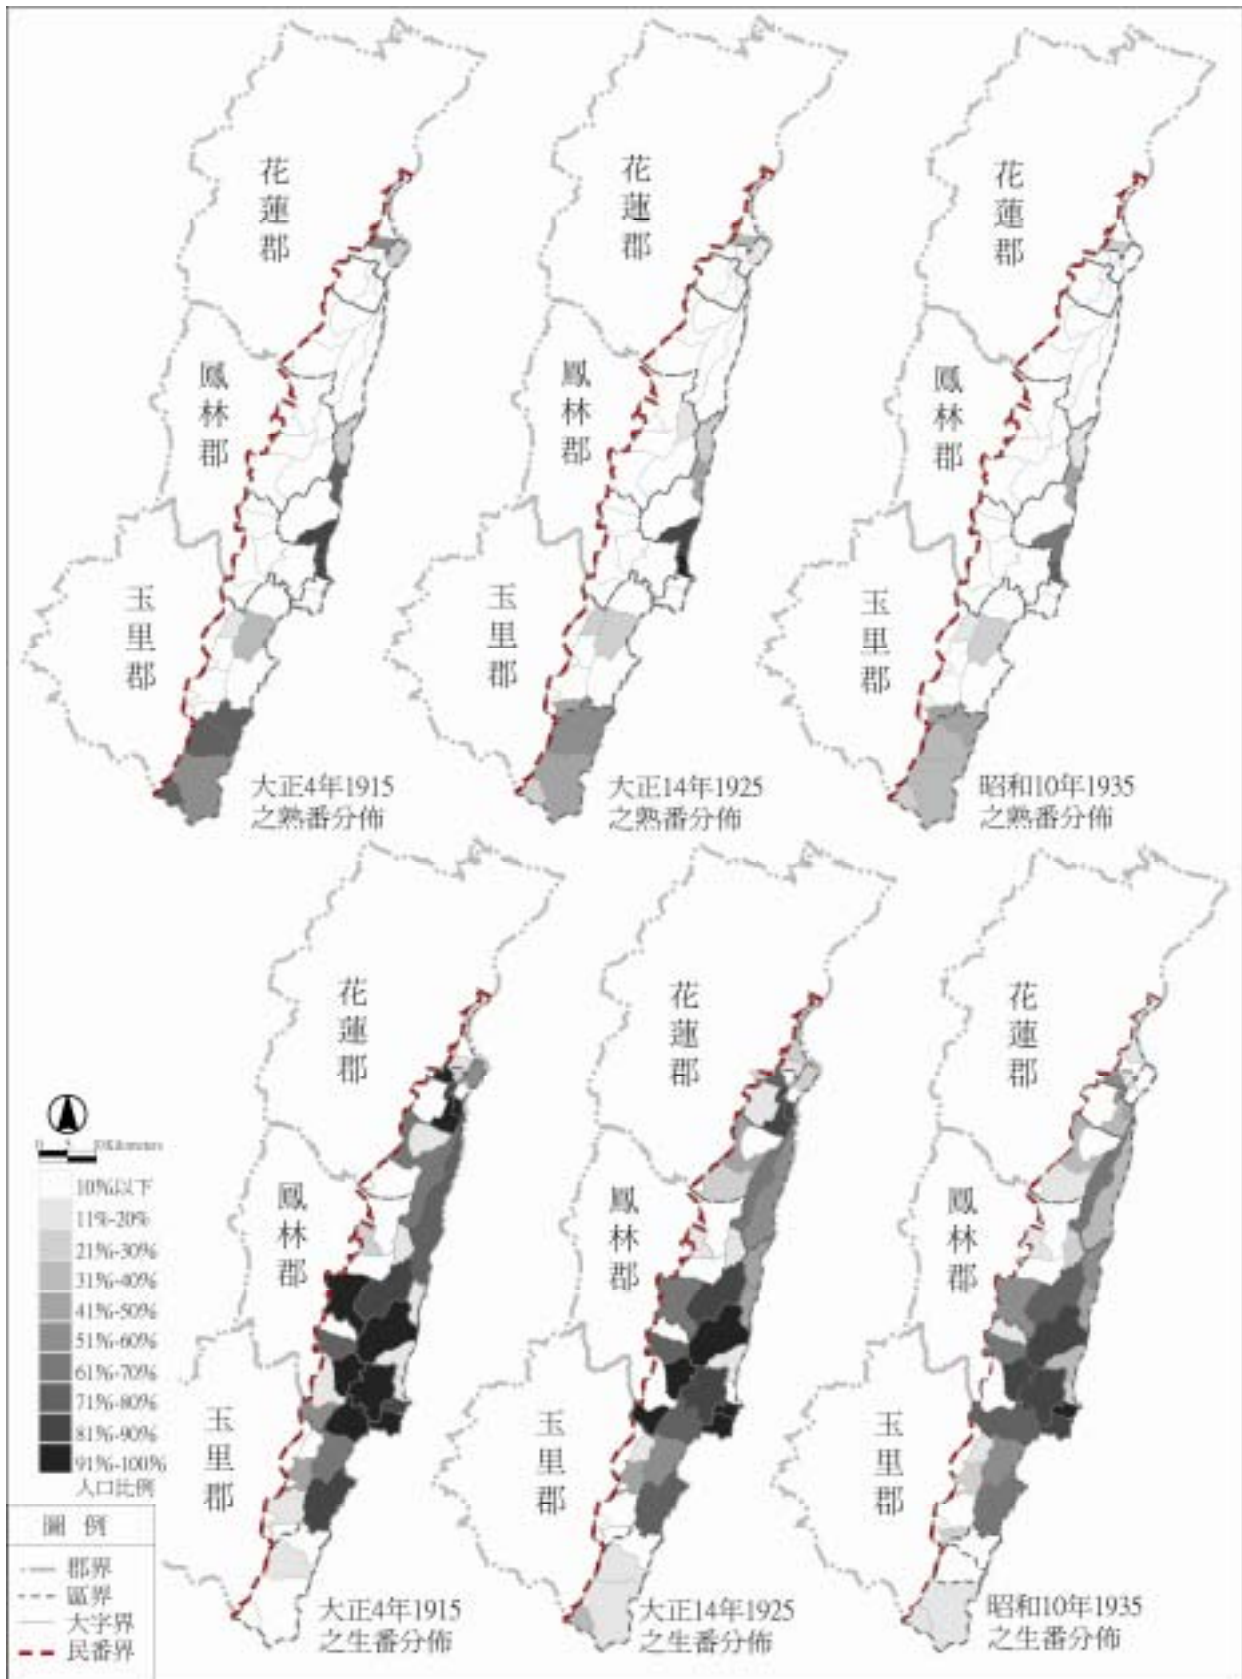 花蓮郡
鳳林郡
玉里郡
大正4年1915
之熟番分佈
花蓮郡
鳳林郡
玉里郡
大正14年1925
之熟番分佈
花蓮郡
鳳林郡
玉里郡
昭和10年1935
之熟番分佈
花蓮郡
鳳林郡
玉里郡
大正4年1915
之生番分佈
花蓮郡
鳳林郡
玉里郡
大正14年1925
之生番分佈
花蓮郡
鳳林郡
玉里郡
昭和10年1935
之生番分佈
Kilometers
10%以下
11%-20%
21%-30%
31%-40%
41%-50%
51%-60%
61%-70%
71%-80%
81%-90%
91%-100%
人口比例
圖 例
郡界
區界
大字界
民番界